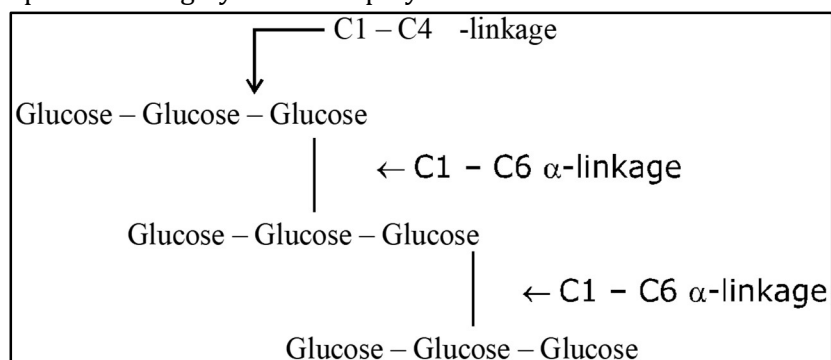 C1 – C4 -linkage
Glucose – Glucose – Glucose
← C1 – C6 α-linkage
Glucose – Glucose – Glucose
← C1 – C6 α-linkage
Glucose – Glucose – Glucose